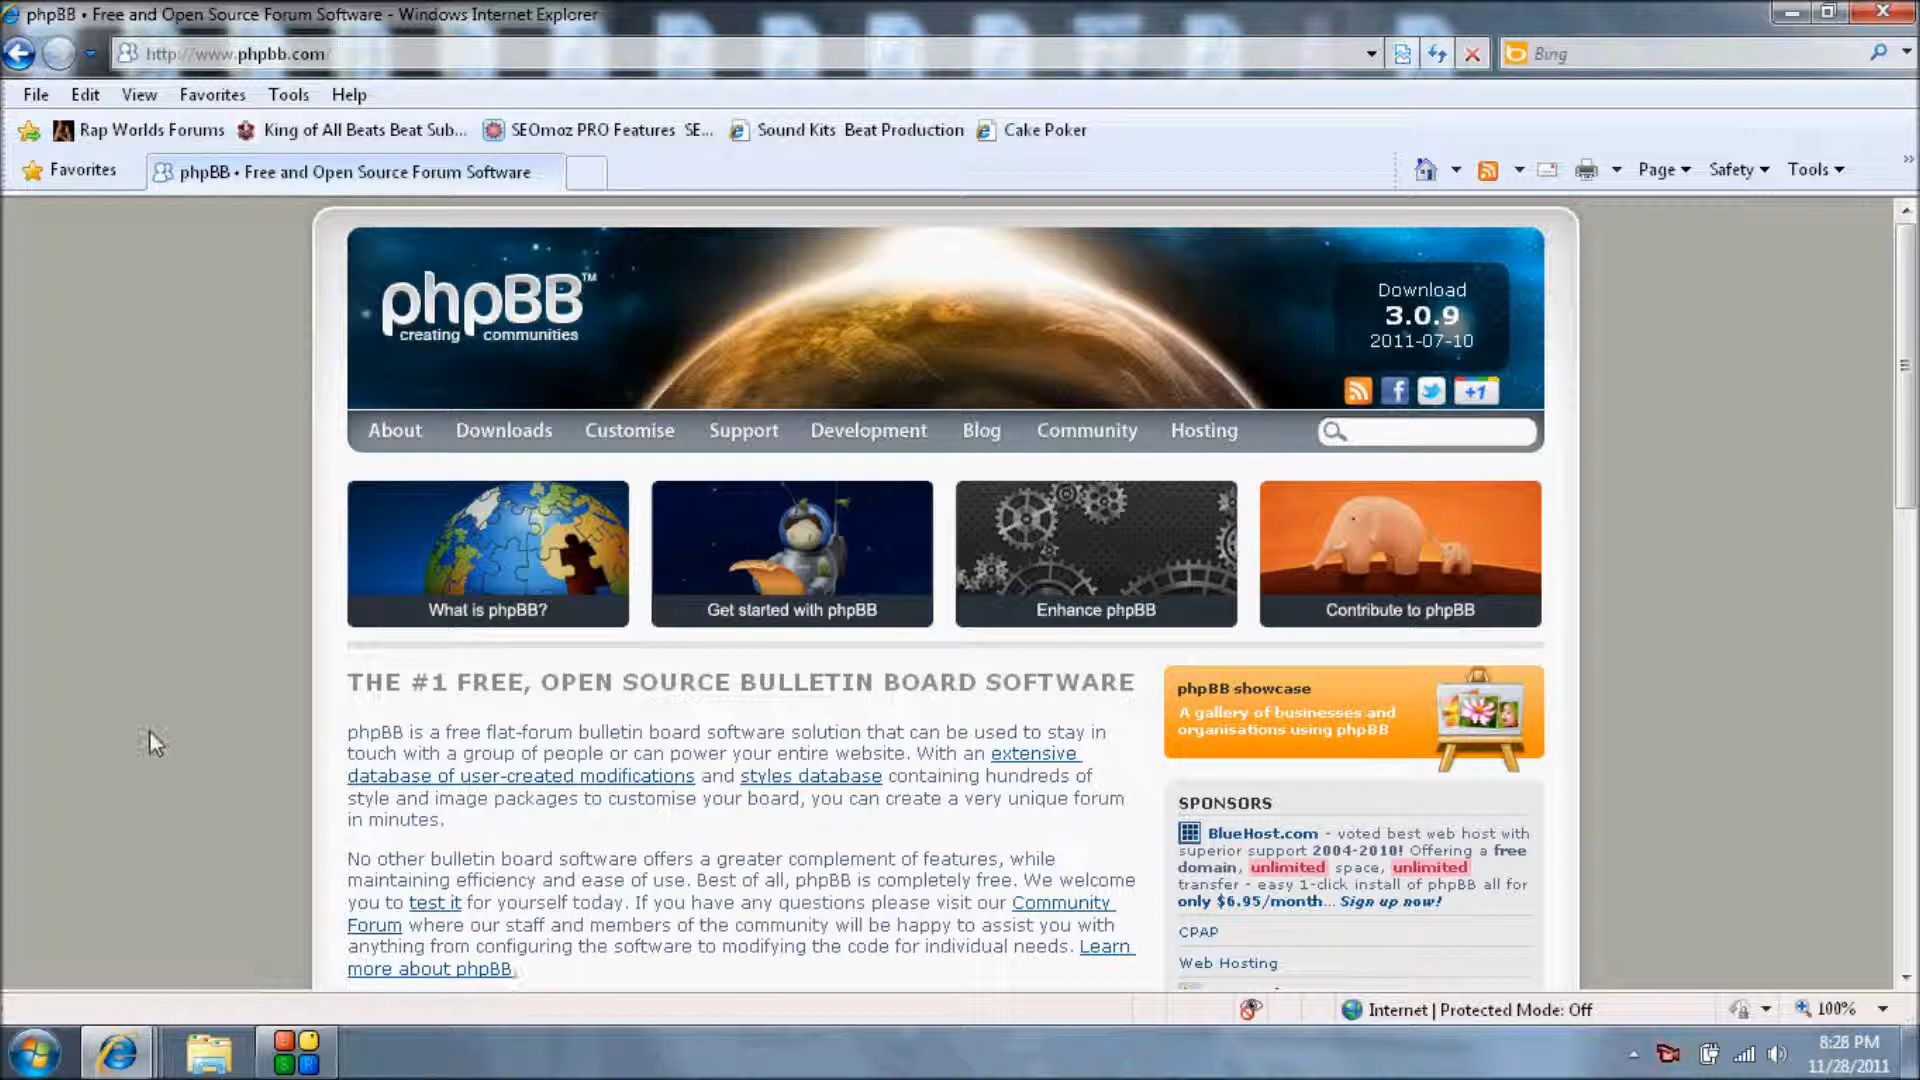 phpBB • Free and Open Source Forum Software - Windows Internet Explorer
http://www.phpbb.com/
Bing
File Edit View Favorites Tools Help
Rap Worlds Forums King of All Beats Beat Sub... SEOmoz PRO Features SE... Sound Kits Beat Production Cake Poker
Favorites phpBB • Free and Open Source Forum Software Page Safety Tools
phpBB™
creating communities
Download
3.0.9
2011-07-10
+1
About Downloads Customise Support Development Blog Community Hosting
What is phpBB? Get started with phpBB Enhance phpBB Contribute to phpBB
THE #1 FREE, OPEN SOURCE BULLETIN BOARD SOFTWARE
phpBB is a free flat-forum bulletin board software solution that can be used to stay in
touch with a group of people or can power your entire website. With an extensive
database of user-created modifications and styles database containing hundreds of
style and image packages to customise your board, you can create a very unique forum
in minutes.
No other bulletin board software offers a greater complement of features, while
maintaining efficiency and ease of use. Best of all, phpBB is completely free. We welcome
you to test it for yourself today. If you have any questions please visit our Community
Forum where our staff and members of the community will be happy to assist you with
anything from configuring the software to modifying the code for individual needs. Learn
more about phpBB.
phpBB showcase
A gallery of businesses and
organisations using phpBB
SPONSORS
BlueHost.com - voted best web host with
superior support 2004-2010! Offering a free
domain, unlimited space, unlimited
transfer - easy 1-click install of phpBB all for
only $6.95/month... Sign up now!
CPAP
Web Hosting
Internet | Protected Mode: Off
100%
8:28 PM
11/28/2011